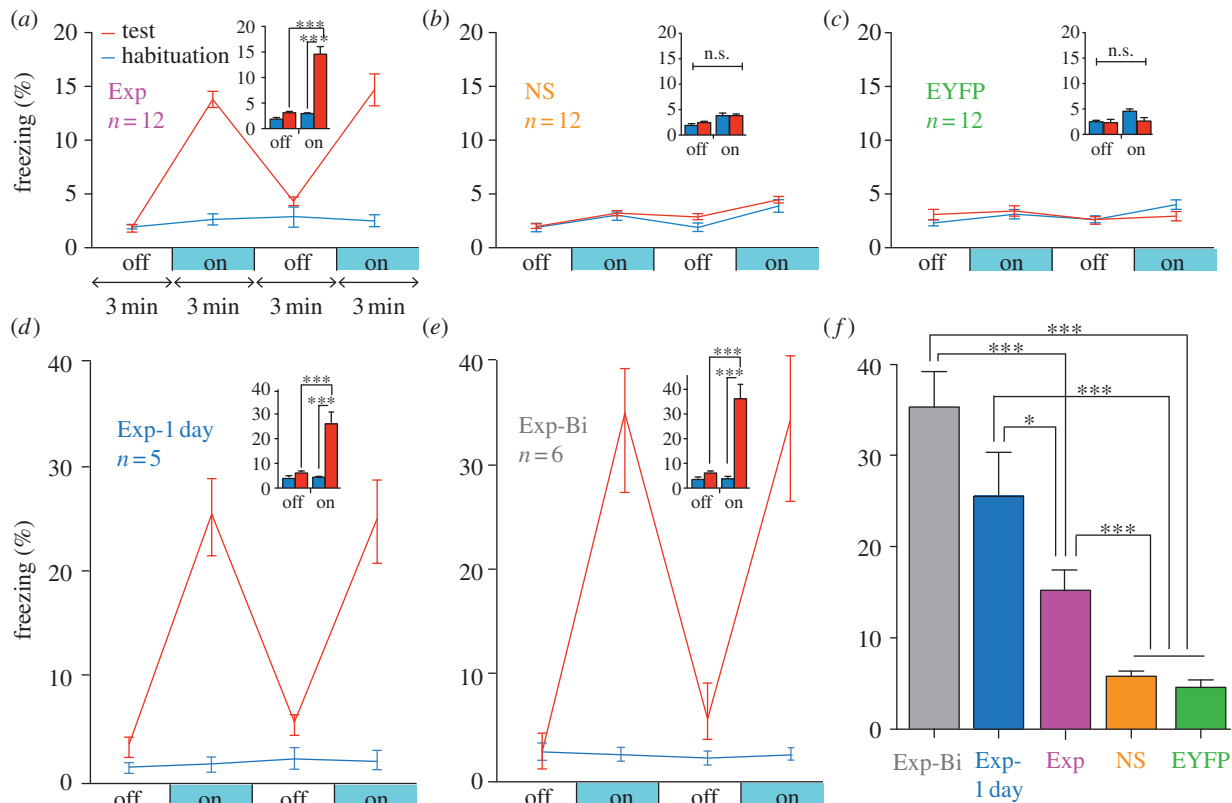 (a)
20
15
10
5
0
freezing (%)
test
habituation
Exp
n = 12
20
15
10
5
0
***
***
off on
off on off on
3 min 3 min 3 min 3 min
(b)
20
15
10
5
0
NS
n = 12
n.s.
20
15
10
5
0
off on
off on off on
(c)
20
15
10
5
0
EYFP
n = 12
n.s.
20
15
10
5
0
off on
off on off on
(d)
40
30
20
10
0
freezing (%)
Exp-1 day
n = 5
***
***
40
30
20
10
0
off on
off on off on
(e)
40
30
20
10
0
Exp-Bi
n = 6
***
***
40
30
20
10
0
off on
off on off on
(f)
40
30
20
10
0
***
***
***
*
***
Exp-Bi Exp-1 day Exp NS EYFP